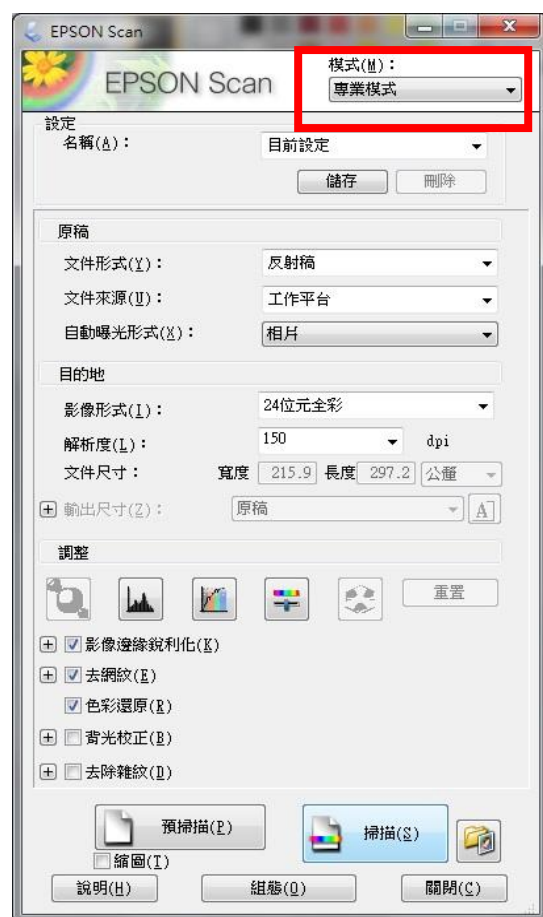 EPSON Scan
EPSON Scan
模式(M)：
專業模式
設定
名稱(A)： 目前設定
儲存 刪除
原稿
文件形式(Y)： 反射稿
文件來源(U)： 工作平台
自動曝光形式(X)： 相片
目的地
影像形式(I)： 24位元全彩
解析度(L)： 150 dpi
文件尺寸： 寬度 215.9 長度 297.2 公釐
輸出尺寸(Z)： 原稿 A
調整
重置
影像邊緣銳利化(K)
去網紋(E)
色彩還原(R)
背光校正(B)
去除雜紋(D)
預掃描(P) 掃描(S)
縮圖(T)
說明(H) 組態(O) 關閉(C)